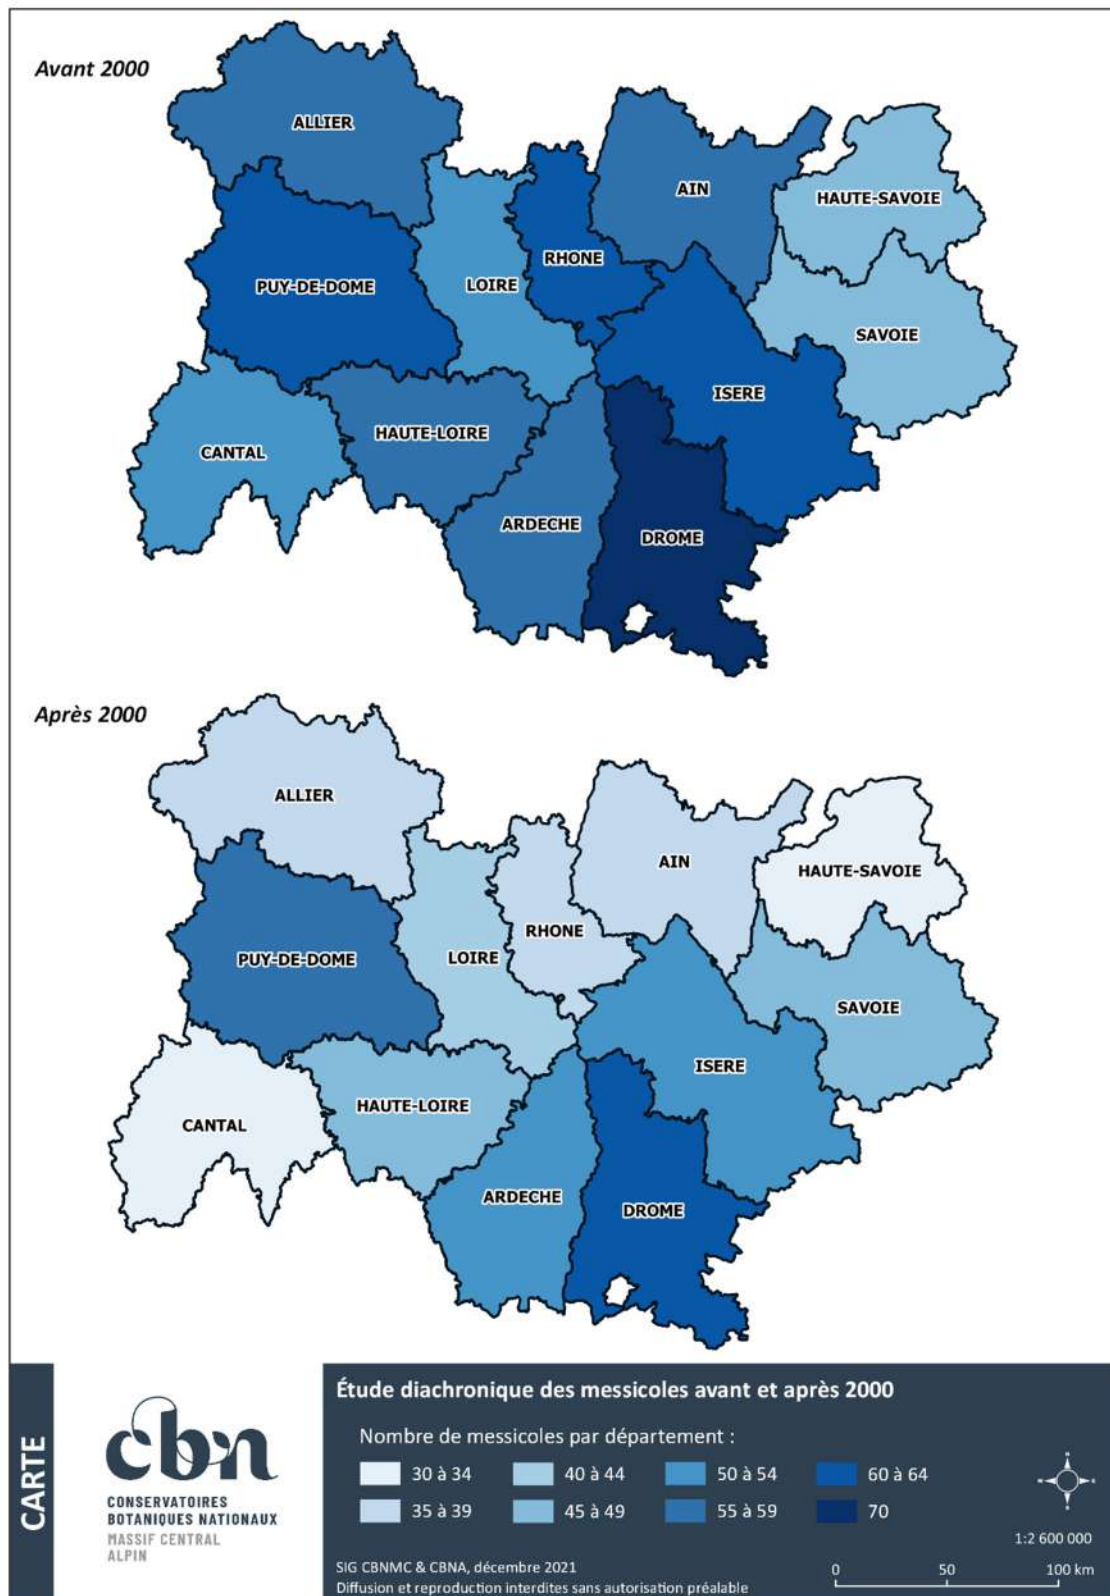 Avant 2000
ALLIER
AIN
HAUTE-SAVOIE
RHONE
PUY-DE-DOME
LOIRE
SAVOIE
ISERE
HAUTE-LOIRE
CANTAL
ARDECHE
DROME
Après 2000
ALLIER
AIN
HAUTE-SAVOIE
RHONE
PUY-DE-DOME
LOIRE
SAVOIE
ISERE
HAUTE-LOIRE
CANTAL
ARDECHE
DROME
CARTE
cbn
CONSERVATOIRES
BOTANIQUES NATIONAUX
MASSIF CENTRAL
ALPIN
Étude diachronique des messicoles avant et après 2000
Nombre de messicoles par département :
30 à 34
40 à 44
50 à 54
60 à 64
35 à 39
45 à 49
55 à 59
70
1:2 600 000
SIG CBNMC & CBNA, décembre 2021
Diffusion et reproduction interdites sans autorisation préalable
0 50 100 km